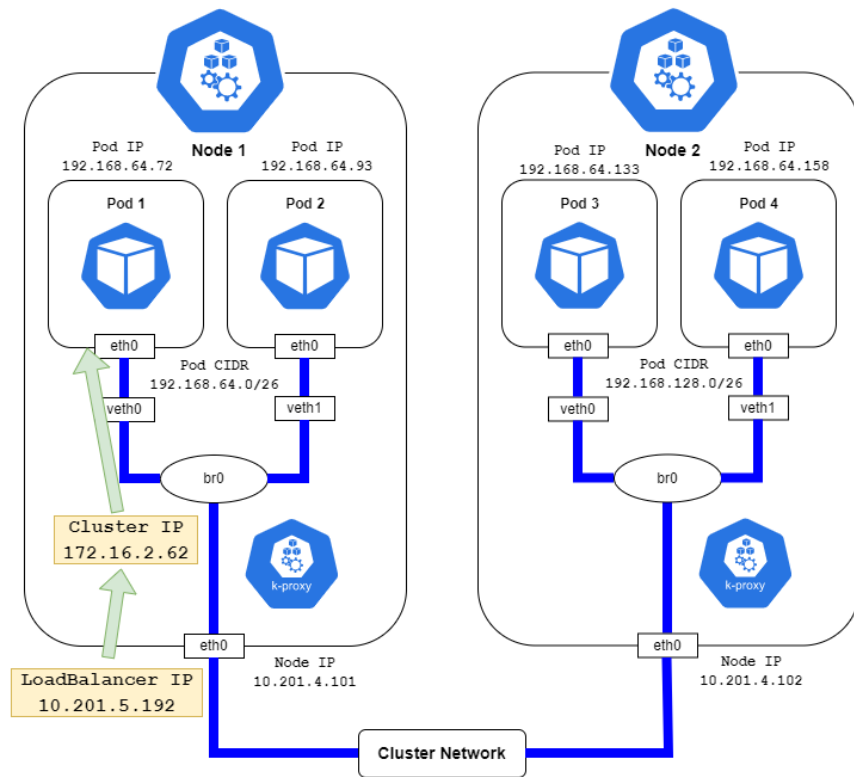 Node 1
Pod IP
192.168.64.72
Pod IP
192.168.64.93
Pod 1
Pod 2
eth0
eth0
Pod CIDR
192.168.64.0/26
veth0
veth1
br0
Cluster IP
172.16.2.62
k-proxy
LoadBalancer IP
10.201.5.192
eth0
Node IP
10.201.4.101
Node 2
Pod IP
192.168.64.133
Pod IP
192.168.64.158
Pod 3
Pod 4
eth0
eth0
Pod CIDR
192.168.128.0/26
veth0
veth1
br0
k-proxy
eth0
Node IP
10.201.4.102
Cluster Network